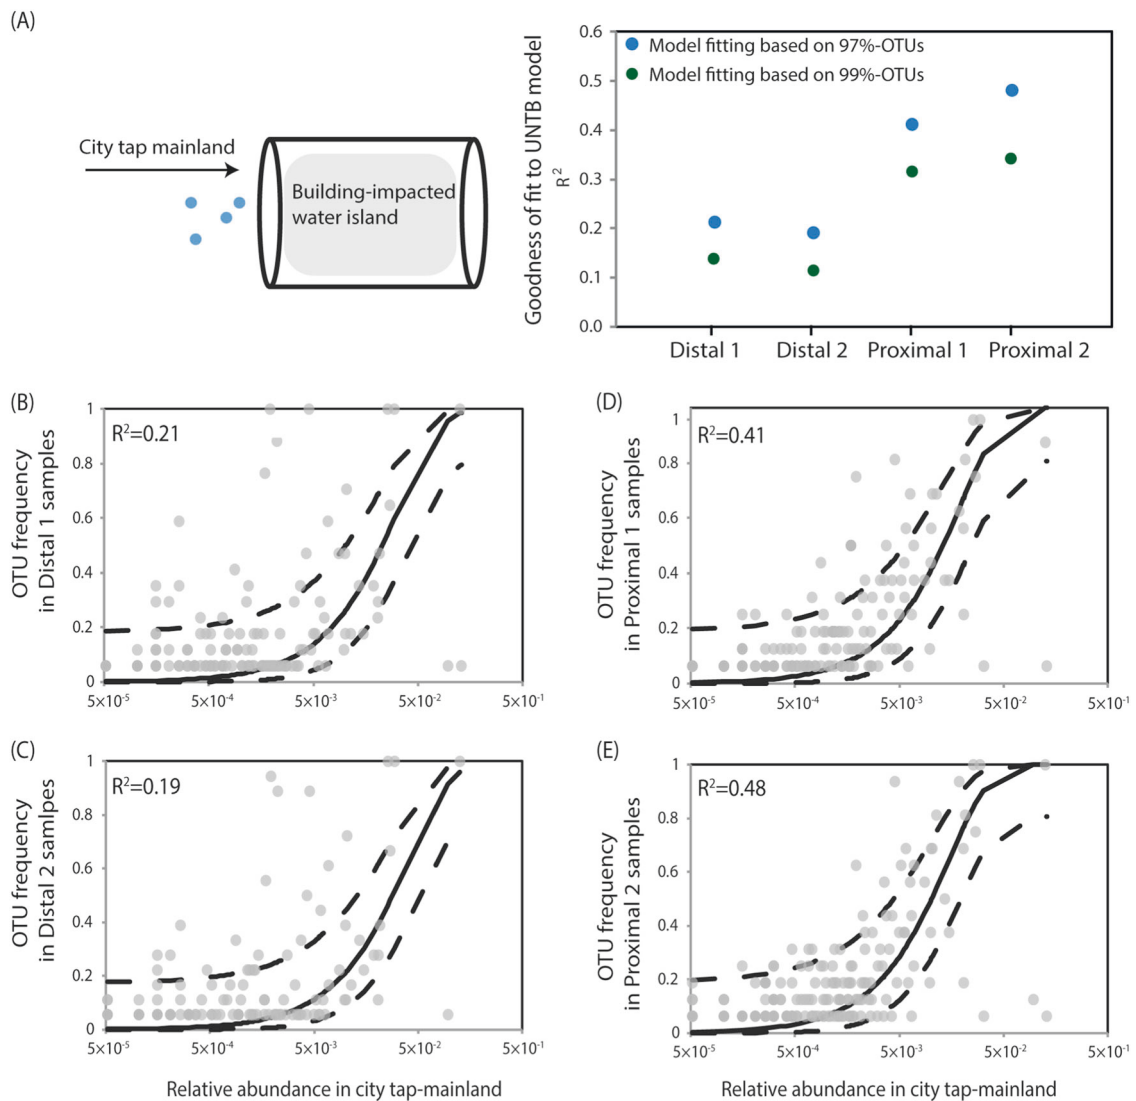 (A)
City tap mainland
Building-impacted
water island
Goodness of fit to UNTB model
R²
0.6
0.5
0.4
0.3
0.2
0.1
0.0
Model fitting based on 97%-OTUs
Model fitting based on 99%-OTUs
Distal 1 Distal 2 Proximal 1 Proximal 2
(B)
OTU frequency
in Distal 1 samples
R²=0.21
1
0.8
0.6
0.4
0.2
0
5×10⁻⁵ 5×10⁻⁴ 5×10⁻³ 5×10⁻² 5×10⁻¹
(D)
OTU frequency
in Proximal 1 samples
R²=0.41
1
0.8
0.6
0.4
0.2
0
5×10⁻⁵ 5×10⁻⁴ 5×10⁻³ 5×10⁻² 5×10⁻¹
(C)
OTU frequency
in Distal 2 samlpes
R²=0.19
1
0.8
0.6
0.4
0.2
0
5×10⁻⁵ 5×10⁻⁴ 5×10⁻³ 5×10⁻² 5×10⁻¹
Relative abundance in city tap-mainland
(E)
OTU frequency
in Proximal 2 samples
R²=0.48
1
0.8
0.6
0.4
0.2
0
5×10⁻⁵ 5×10⁻⁴ 5×10⁻³ 5×10⁻² 5×10⁻¹
Relative abundance in city tap-mainland